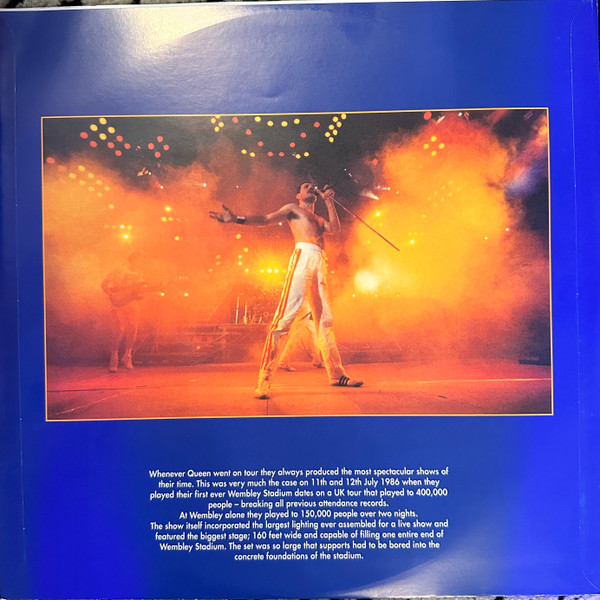 Whenever Queen went on tour they always produced the most spectacular shows of
their time. This was very much the case on 11th and 12th July 1986 when they
played their first ever Wembley Stadium dates on a UK tour that played to 400,000
people – breaking all previous attendance records.
At Wembley alone they played to 150,000 people over two nights.
The show itself incorporated the largest lighting ever assembled for a live show and
featured the biggest stage; 160 feet wide and capable of filling one entire end of
Wembley Stadium. The set was so large that supports had to be bored into the
concrete foundations of the stadium.